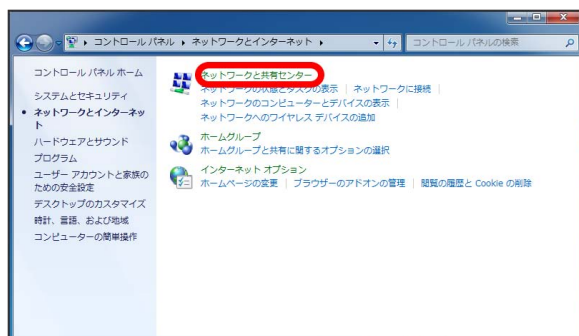 コントロール パネル ▸ ネットワークとインターネット ▸
コントロール パネルの検索
コントロール パネル ホーム
システムとセキュリティ
ネットワークとインターネット
ハードウェアとサウンド
プログラム
ユーザー アカウントと家族のための安全設定
デスクトップのカスタマイズ
時計、言語、および地域
コンピューターの簡単操作
ネットワークと共有センター
ネットワークの状態とタスクの表示 | ネットワークに接続 |
ネットワークのコンピューターとデバイスの表示 |
ネットワークへのワイヤレス デバイスの追加
ホームグループ
ホームグループと共有に関するオプションの選択
インターネット オプション
ホームページの変更 | ブラウザーのアドオンの管理 | 閲覧の履歴と Cookie の削除